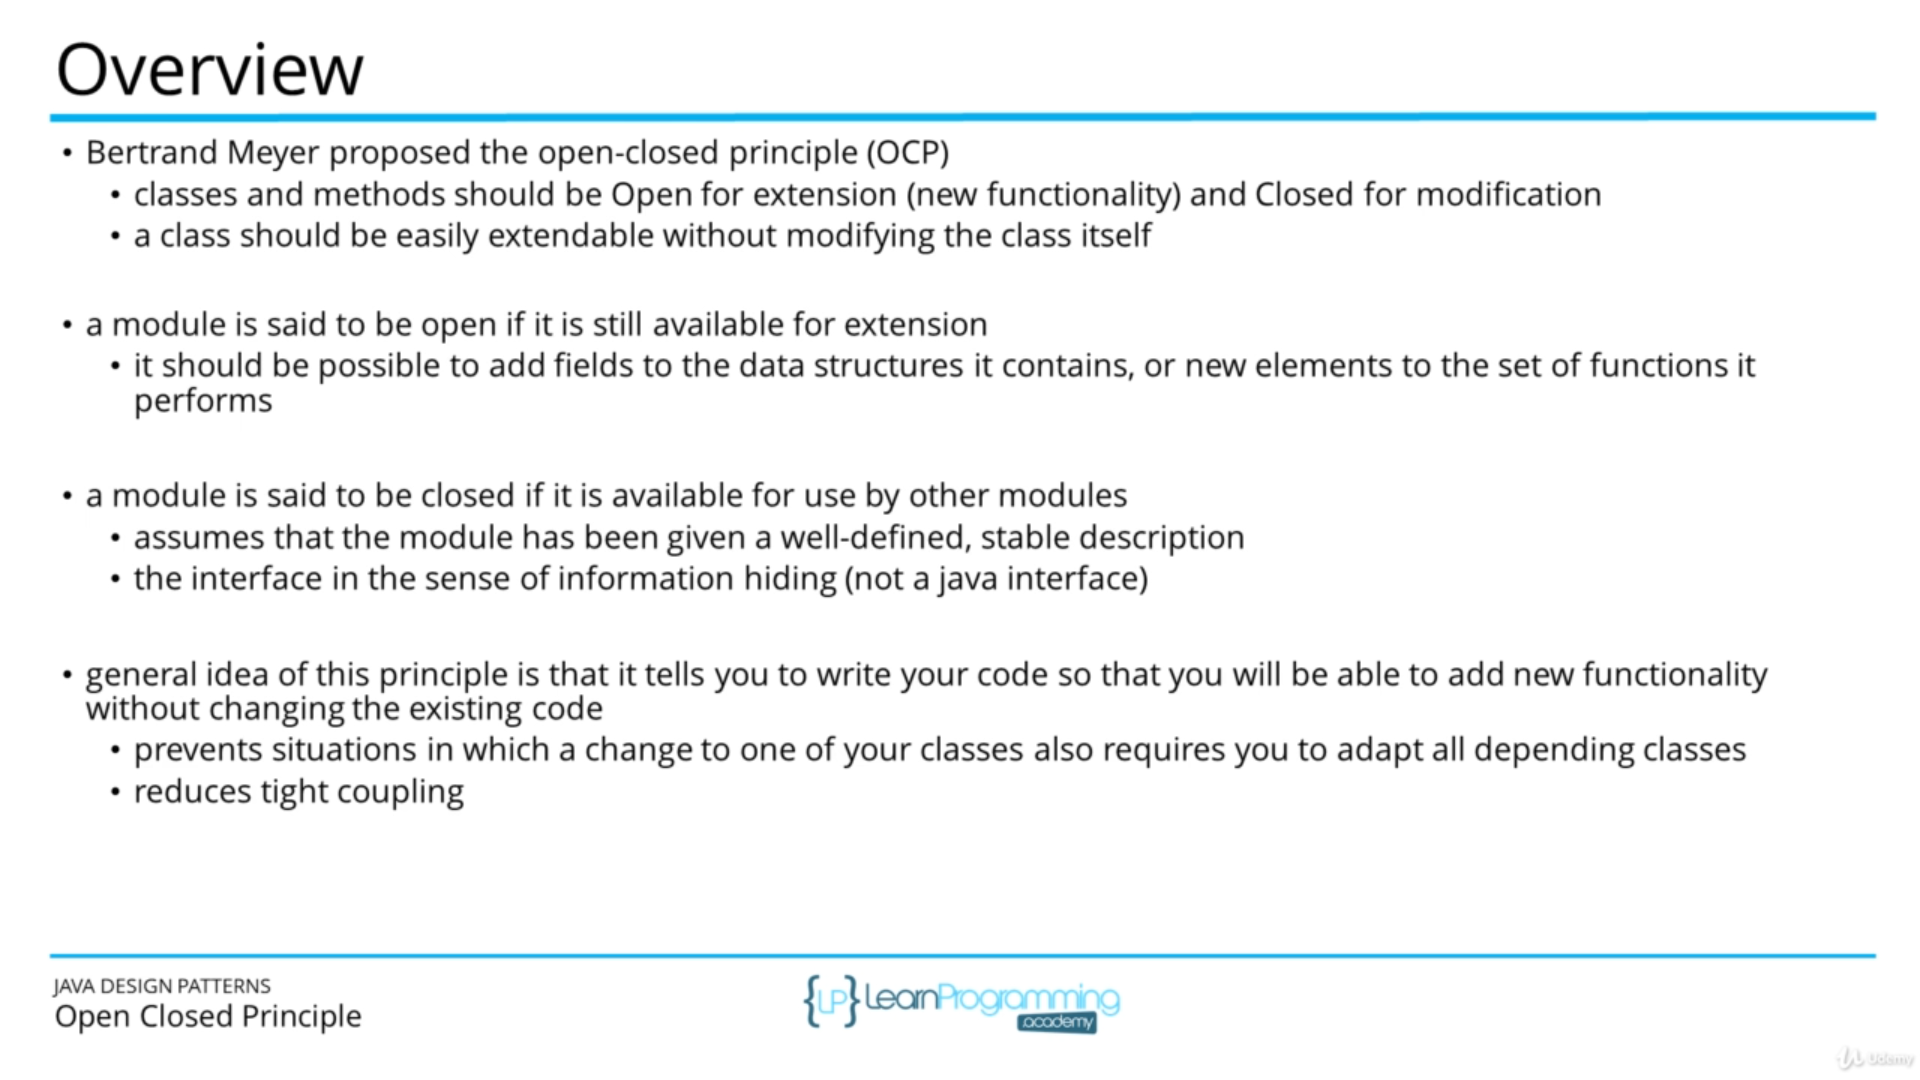 Overview
• Bertrand Meyer proposed the open-closed principle (OCP)
• classes and methods should be Open for extension (new functionality) and Closed for modification
• a class should be easily extendable without modifying the class itself
• a module is said to be open if it is still available for extension
• it should be possible to add fields to the data structures it contains, or new elements to the set of functions it
performs
• a module is said to be closed if it is available for use by other modules
• assumes that the module has been given a well-defined, stable description
• the interface in the sense of information hiding (not a java interface)
• general idea of this principle is that it tells you to write your code so that you will be able to add new functionality
without changing the existing code
• prevents situations in which a change to one of your classes also requires you to adapt all depending classes
• reduces tight coupling
JAVA DESIGN PATTERNS
Open Closed Principle
{LP} LearnProgramming
academy
Udemy